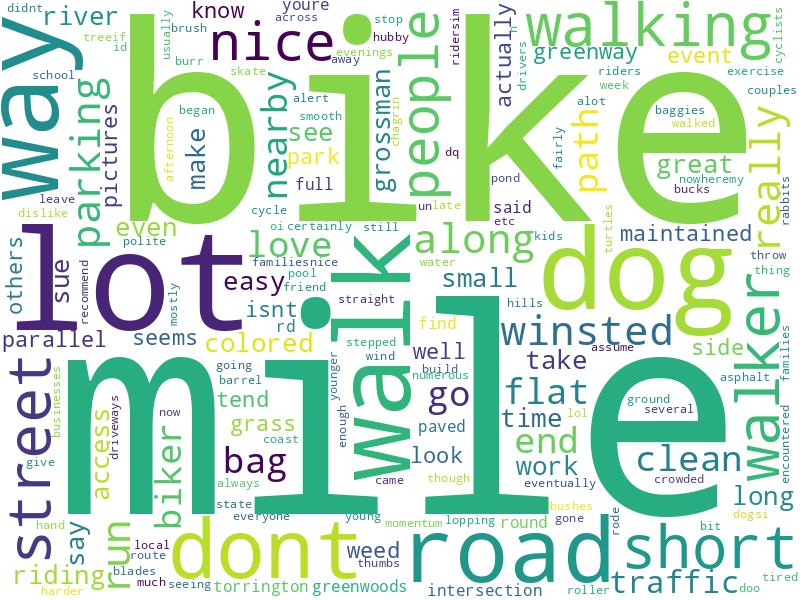 bike
mile
lot
dog
dont
road
walk
way
street
walking
short
walker
nice
people
winsted
parking
along
really
flat
path
go
bag
clean
nearby
river
know
youre
across
stop
hubby
treeif
id
brush
usually
burr
evenings
away
skate
school
ridersim
actually
drivers
h
riders
greenway
event
cyclists
exercise
couples
alot
week
began
alert
smooth
grossman
chagrin
see
park
make
afternoon
pictures
full
dq
fairly
baggies
walked
great
nowheremy
bucks
rabbits
pond
leave
dislike
even
polite
cycle
oi
certainly
still
un
late
said
etc
kids
turtles
maintained
throw
thing
others
sue
recommend
love
familiesnice
pool
friend
water
easy
small
hills
isnt
rd
straight
mostly
parallel
seems
colored
stepped
wind
find
well
build
side
assume
take
families
asphalt
going
barrel
younger
numerous
tend
grass
time
ground
several
lol
businesses
driveways
now
access
biker
coast
enough
paved
look
end
work
encountered
give
always
came
though
eventually
crowded
long
state
everyone
young
momentum
lopping
round
gone
bushes
rode
bit
dogsi
hand
say
run
local
route
much
blades
seeing
weed
thumbs
riding
harder
torrington
greenwoods
intersection
roller
traffic
doo
tired